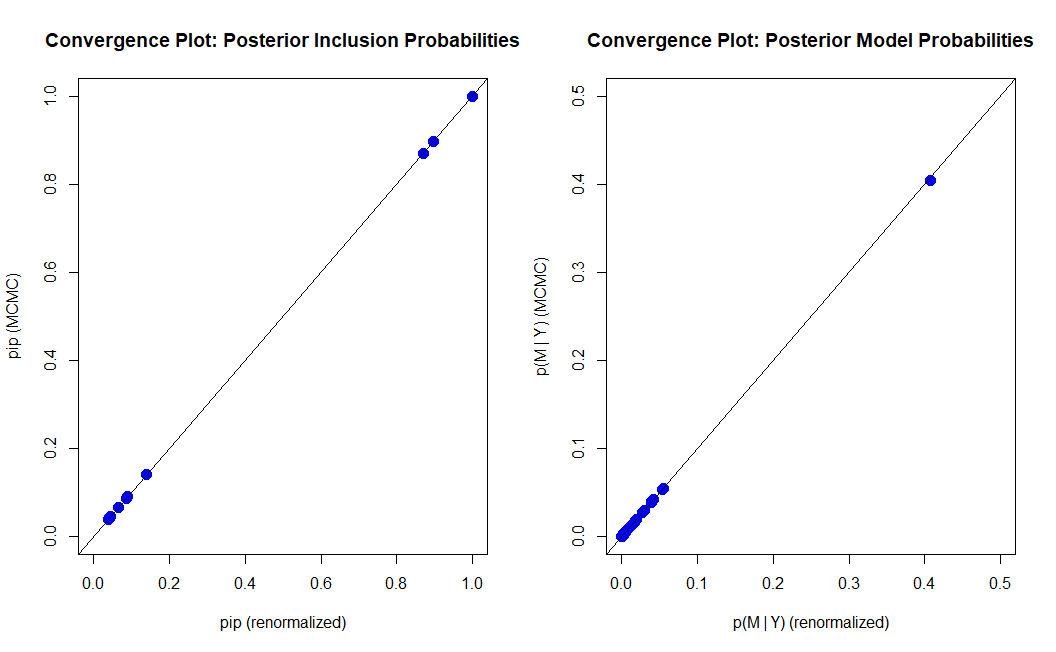 Convergence Plot: Posterior Inclusion Probabilities
pip (MCMC)
1.0
0.8
0.6
0.4
0.2
0.0
0.0 0.2 0.4 0.6 0.8 1.0
pip (renormalized)
Convergence Plot: Posterior Model Probabilities
p(M | Y) (MCMC)
0.5
0.4
0.3
0.2
0.1
0.0
0.0 0.1 0.2 0.3 0.4 0.5
p(M | Y) (renormalized)